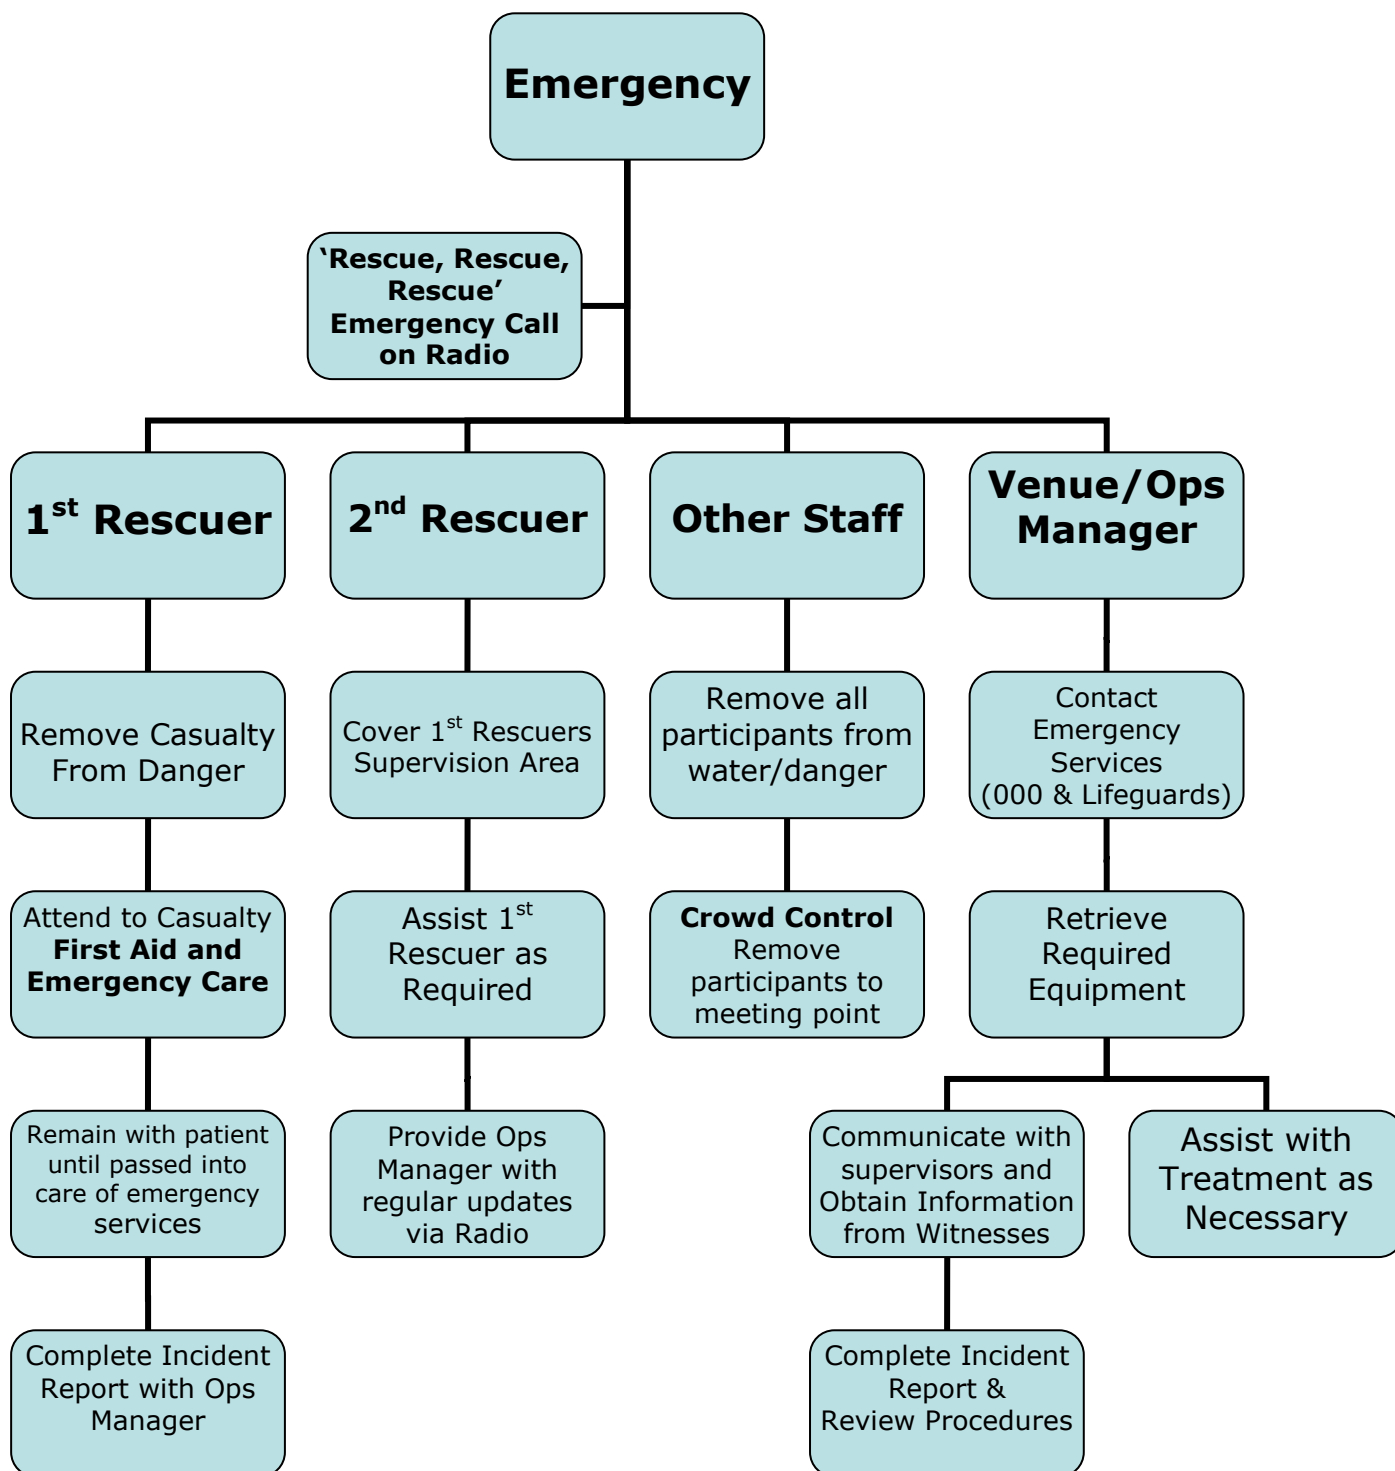 Emergency
‘Rescue, Rescue,
Rescue’
Emergency Call
on Radio
1st Rescuer
2nd Rescuer
Other Staff
Venue/Ops
Manager
Remove Casualty
From Danger
Cover 1st Rescuers
Supervision Area
Remove all
participants from
water/danger
Contact
Emergency
Services
(000 & Lifeguards)
Attend to Casualty
First Aid and
Emergency Care
Assist 1st
Rescuer as
Required
Crowd Control
Remove
participants to
meeting point
Retrieve
Required
Equipment
Remain with patient
until passed into
care of emergency
services
Provide Ops
Manager with
regular updates
via Radio
Communicate with
supervisors and
Obtain Information
from Witnesses
Assist with
Treatment as
Necessary
Complete Incident
Report with Ops
Manager
Complete Incident
Report &
Review Procedures